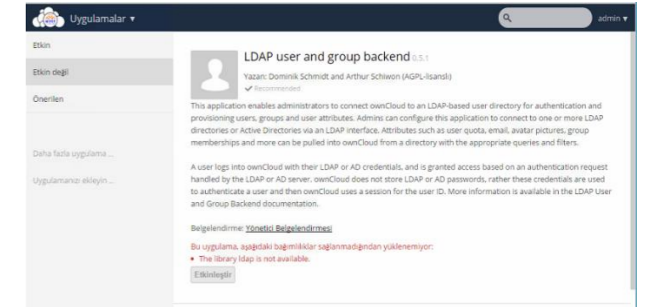 Uygulamalar ▾
admin ▾
Etkin
Etkin değil
Önerilen
Daha fazla uygulama ...
Uygulamanızı ekleyin ...
LDAP user and group backend 0.5.1
Yazan: Dominik Schmidt and Arthur Schiwon (AGPL-lisanslı)
✓ Recommended
This application enables administrators to connect ownCloud to an LDAP-based user directory for authentication and
provisioning users, groups and user attributes. Admins can configure this application to connect to one or more LDAP
directories or Active Directories via an LDAP interface. Attributes such as user quota, email, avatar pictures, group
memberships and more can be pulled into ownCloud from a directory with the appropriate queries and filters.
A user logs into ownCloud with their LDAP or AD credentials, and is granted access based on an authentication request
handled by the LDAP or AD server. ownCloud does not store LDAP or AD passwords, rather these credentials are used
to authenticate a user and then ownCloud uses a session for the user ID. More information is available in the LDAP User
and Group Backend documentation.
Belgelendirme: Yönetici Belgelendirmesi
Bu uygulama, aşağıdaki bağımlılıklar sağlanmadığından yüklenemiyor:
• The library ldap is not available.
Etkinleştir